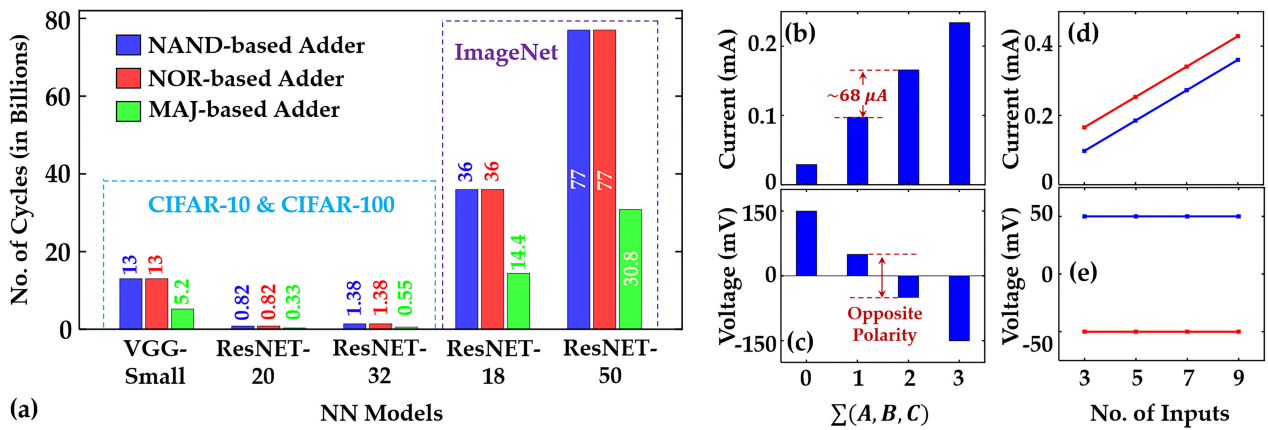 No. of Cycles (in Billions)
80
60
40
20
0
NAND-based Adder
NOR-based Adder
MAJ-based Adder
ImageNet
CIFAR-10 & CIFAR-100
13
13
5.2
0.82
0.82
0.33
1.38
1.38
0.55
36
36
14.4
77
77
30.8
VGG-
Small
ResNET-
20
ResNET-
32
ResNET-
18
ResNET-
50
NN Models
(a)
(b)
Current (mA)
0.2
0
~68 μA
Voltage (mV)
150
0
-150
(c)
Opposite
Polarity
0 1 2 3
∑(A, B, C)
(d)
Current (mA)
0.4
0.2
0
(e)
Voltage (mV)
50
0
-50
3 5 7 9
No. of Inputs